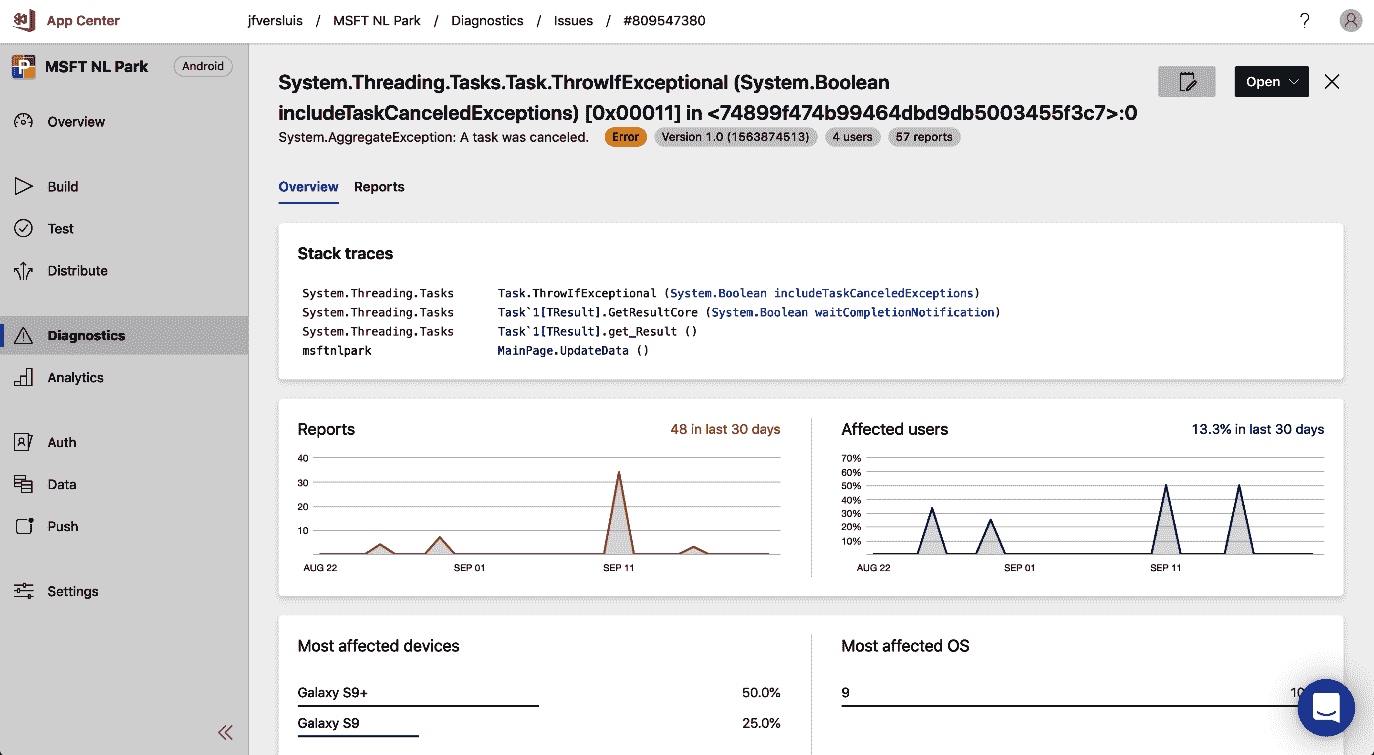 App Center
jfversluis / MSFT NL Park / Diagnostics / Issues / #809547380
?
MSFT NL Park
Android
Overview
Build
Test
Distribute
Diagnostics
Analytics
Auth
Data
Push
Settings
System.Threading.Tasks.Task.ThrowIfExceptional (System.Boolean
includeTaskCanceledExceptions) [0x00011] in <74899f474b99464dbd9db5003455f3c7>:0
Open
System.AggregateException: A task was canceled. Error Version 1.0 (1563874513) 4 users 57 reports
Overview Reports
Stack traces
System.Threading.Tasks Task.ThrowIfExceptional (System.Boolean includeTaskCanceledExceptions)
System.Threading.Tasks Task`1[TResult].GetResultCore (System.Boolean waitCompletionNotification)
System.Threading.Tasks Task`1[TResult].get_Result ()
msftnlpark MainPage.UpdateData ()
Reports 48 in last 30 days
40
30
20
10
AUG 22 SEP 01 SEP 11
Affected users 13.3% in last 30 days
70%
60%
50%
40%
30%
20%
10%
AUG 22 SEP 01 SEP 11
Most affected devices
Galaxy S9+ 50.0%
Galaxy S9 25.0%
Most affected OS
9